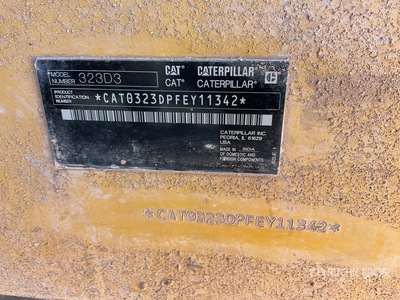 MODEL NUMBER 323D3 CAT® CATERPILLAR®
CAT® CATERPILLAR®
PRODUCT IDENTIFICATION NUMBER *CAT0323DPFEY11342*
CATERPILLAR INC.
PEORIA, IL 61629
USA
MADE IN INDIA
OF DOMESTIC AND
FOREIGN COMPONENTS
*CAT0323DPFEY11342*